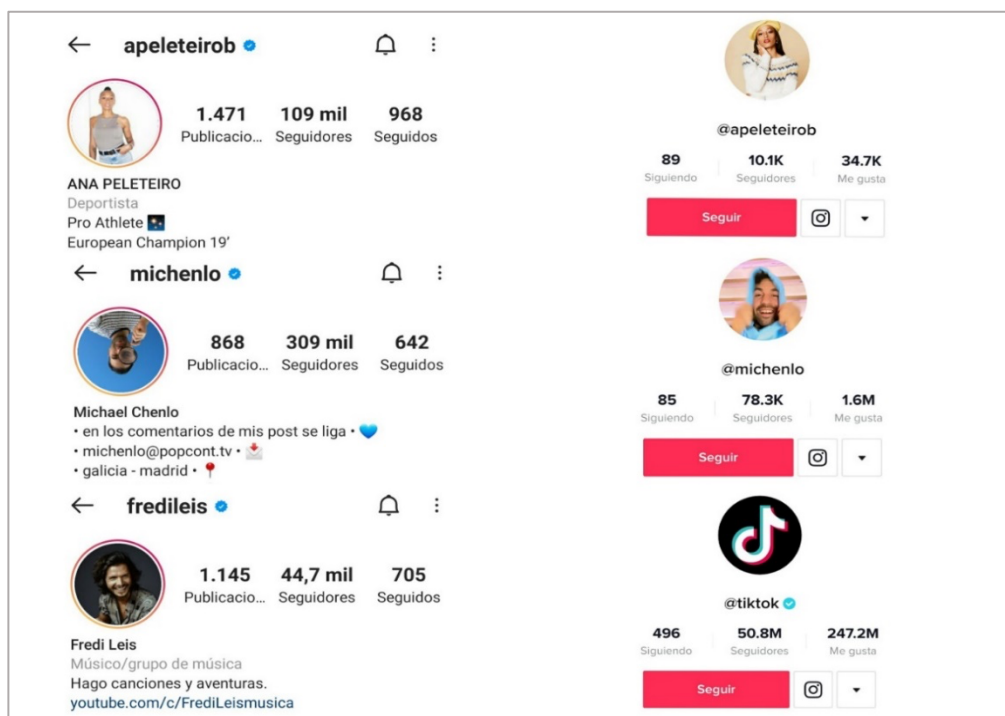 apeleteirob
1.471 109 mil 968
Publicacio... Seguidores Seguidos
ANA PELETEIRO
Deportista
Pro Athlete
European Champion 19’
michenlo
868 309 mil 642
Publicacio... Seguidores Seguidos
Michael Chenlo
• en los comentarios de mis post se liga • 💙
• michenlo@popcont.tv • 📩
• galicia - madrid • 📍
fredileis
1.145 44,7 mil 705
Publicacio... Seguidores Seguidos
Fredi Leis
Músico/grupo de música
Hago canciones y aventuras.
youtube.com/c/FrediLeismusica
@apeleteirob
89 10.1K 34.7K
Siguiendo Seguidores Me gusta
Seguir
@michenlo
85 78.3K 1.6M
Siguiendo Seguidores Me gusta
Seguir
@tiktok
496 50.8M 247.2M
Siguiendo Seguidores Me gusta
Seguir